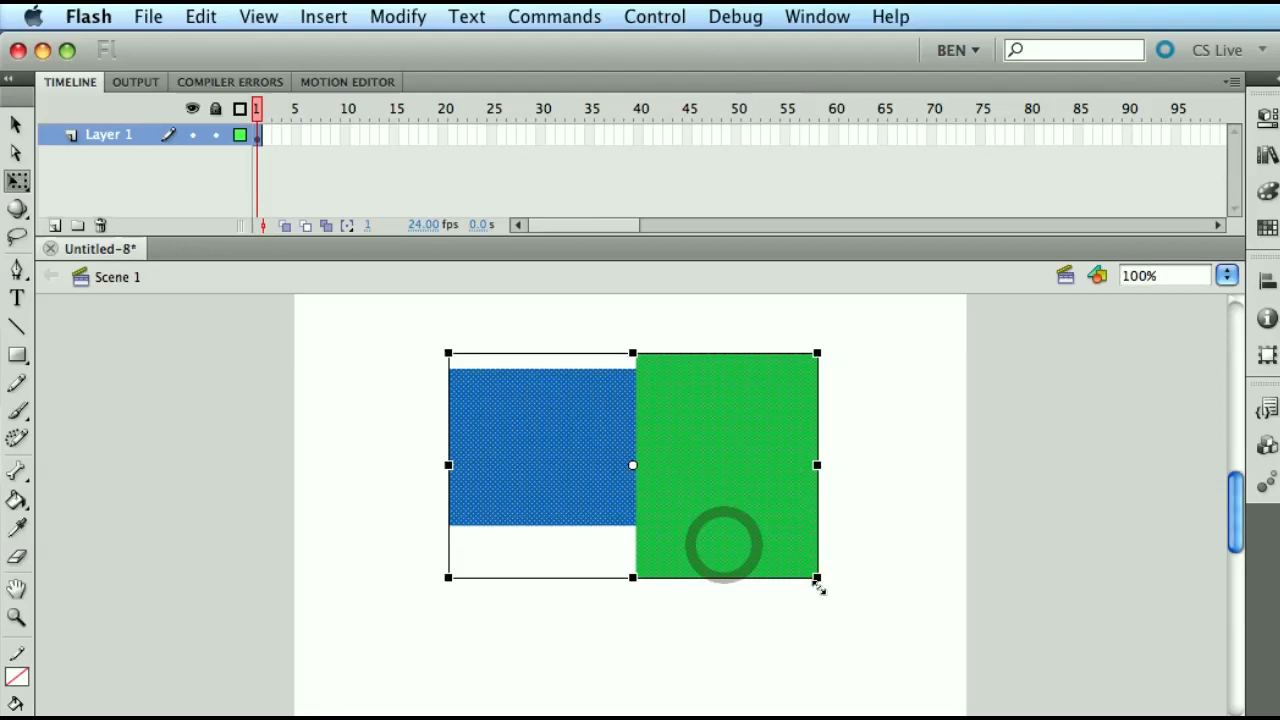 Flash File Edit View Insert Modify Text Commands Control Debug Window Help
Fl BEN CS Live
TIMELINE OUTPUT COMPILER ERRORS MOTION EDITOR
1 5 10 15 20 25 30 35 40 45 50 55 60 65 70 75 80 85 90 95
Layer 1
1 24.00 fps 0.0 s
Untitled-8*
Scene 1 100%
T